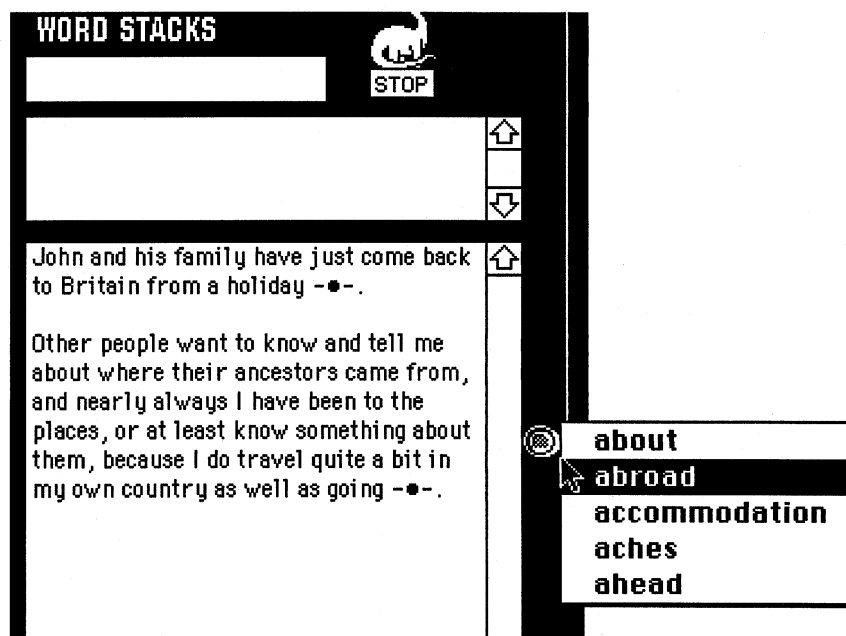 WORD STACKS
STOP
John and his family have just come back
to Britain from a holiday -●-.
Other people want to know and tell me
about where their ancestors came from,
and nearly always I have been to the
places, or at least know something about
them, because I do travel quite a bit in
my own country as well as going -●-.
about
abroad
accommodation
aches
ahead